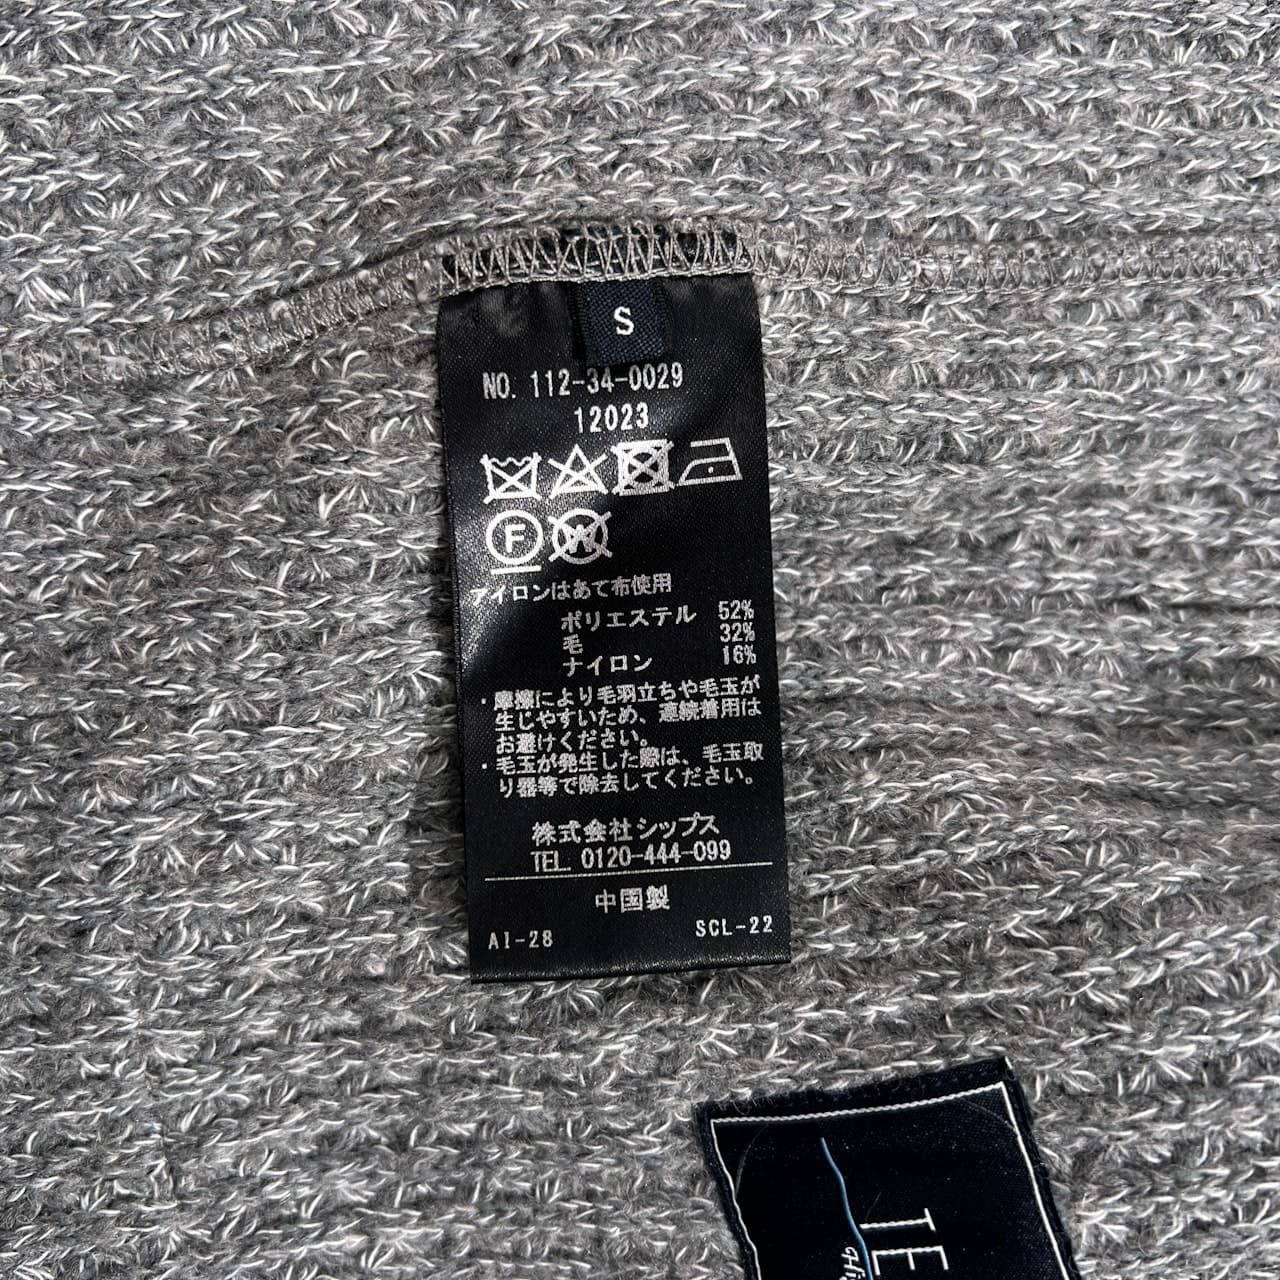 S
NO. 112-34-0029
12023
F
W
アイロンはあて布使用
ポリエステル 52%
毛 32%
ナイロン 16%
・摩擦により毛羽立ちや毛玉が
生じやすいため、連続着用は
お避けください。
・毛玉が発生した際は、毛玉取
り器等で除去してください。
株式会社シップス
TEL. 0120-444-099
中国製
AI-28 SCL-22
TE
Hi